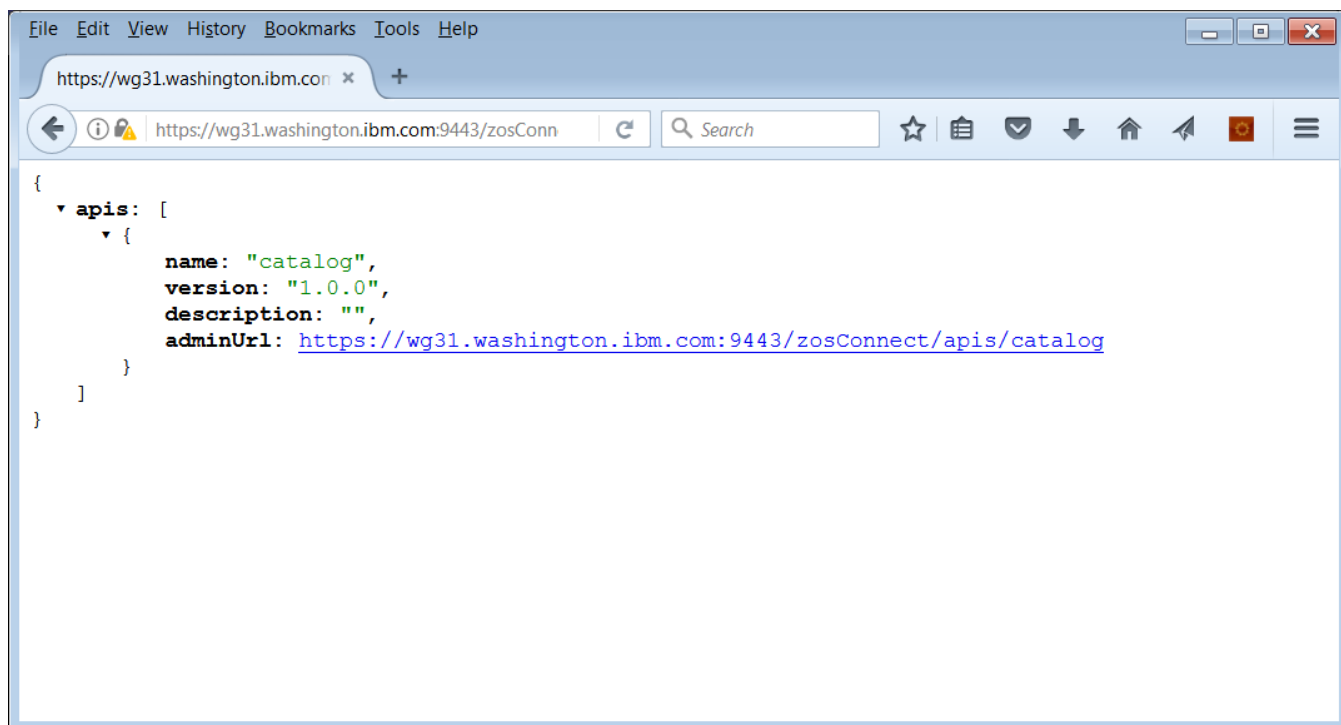 File Edit View History Bookmarks Tools Help
https://wg31.washington.ibm.com
https://wg31.washington.ibm.com:9443/zosConn Search
{
apis: [
{
name: "catalog",
version: "1.0.0",
description: "",
adminUrl: https://wg31.washington.ibm.com:9443/zosConnect/apis/catalog
}
]
}